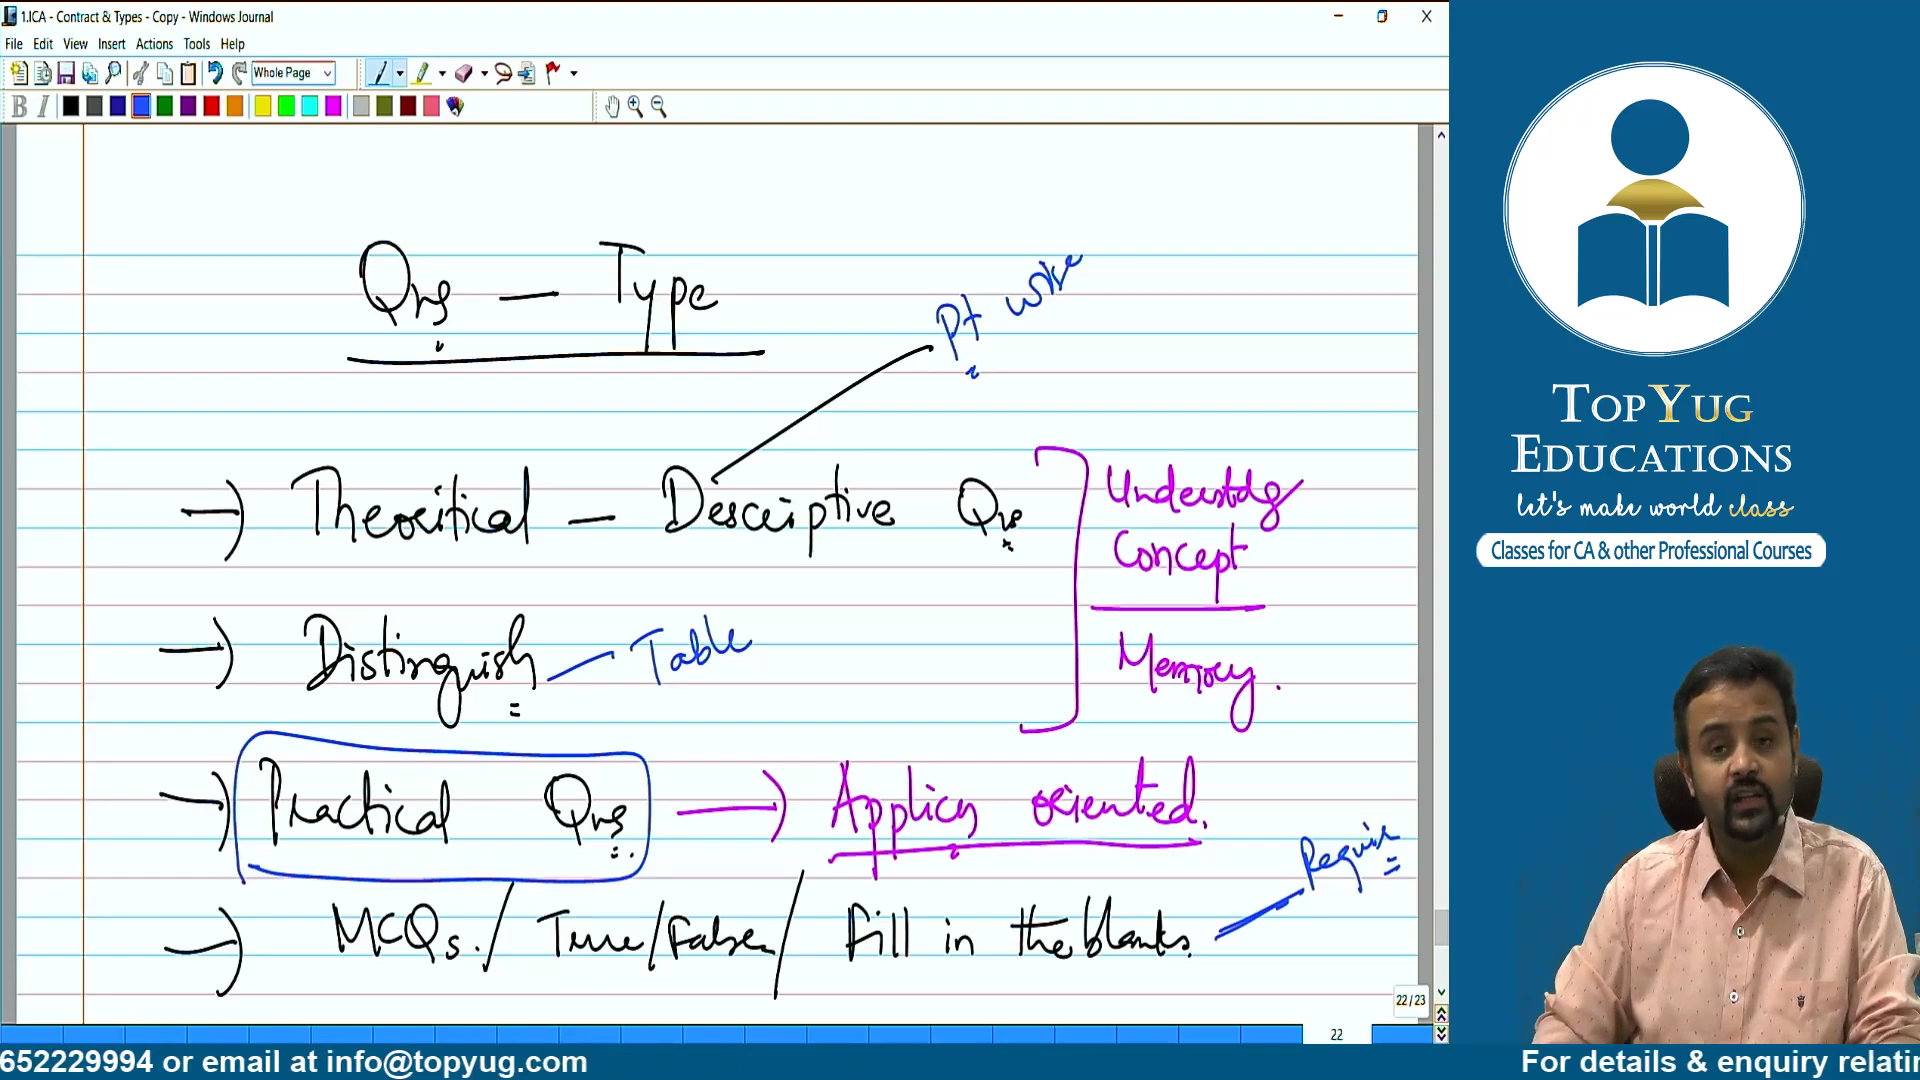 1.ICA - Contract & Types - Copy - Windows Journal
File Edit View Insert Actions Tools Help
Whole Page
B I
Qns — Type
Pt wise
Theoritical — Descriptive Qns
Understdg
Concept
Memory.
Distinguish — Table
Practical Qns → Applicn oriented.
Requir
MCQs. / True/False / Fill in the blanks.
22/23
22
TOPYUG
EDUCATIONS
let's make world class
Classes for CA & other Professional Courses
652229994 or email at info@topyug.com
For details & enquiry relatin